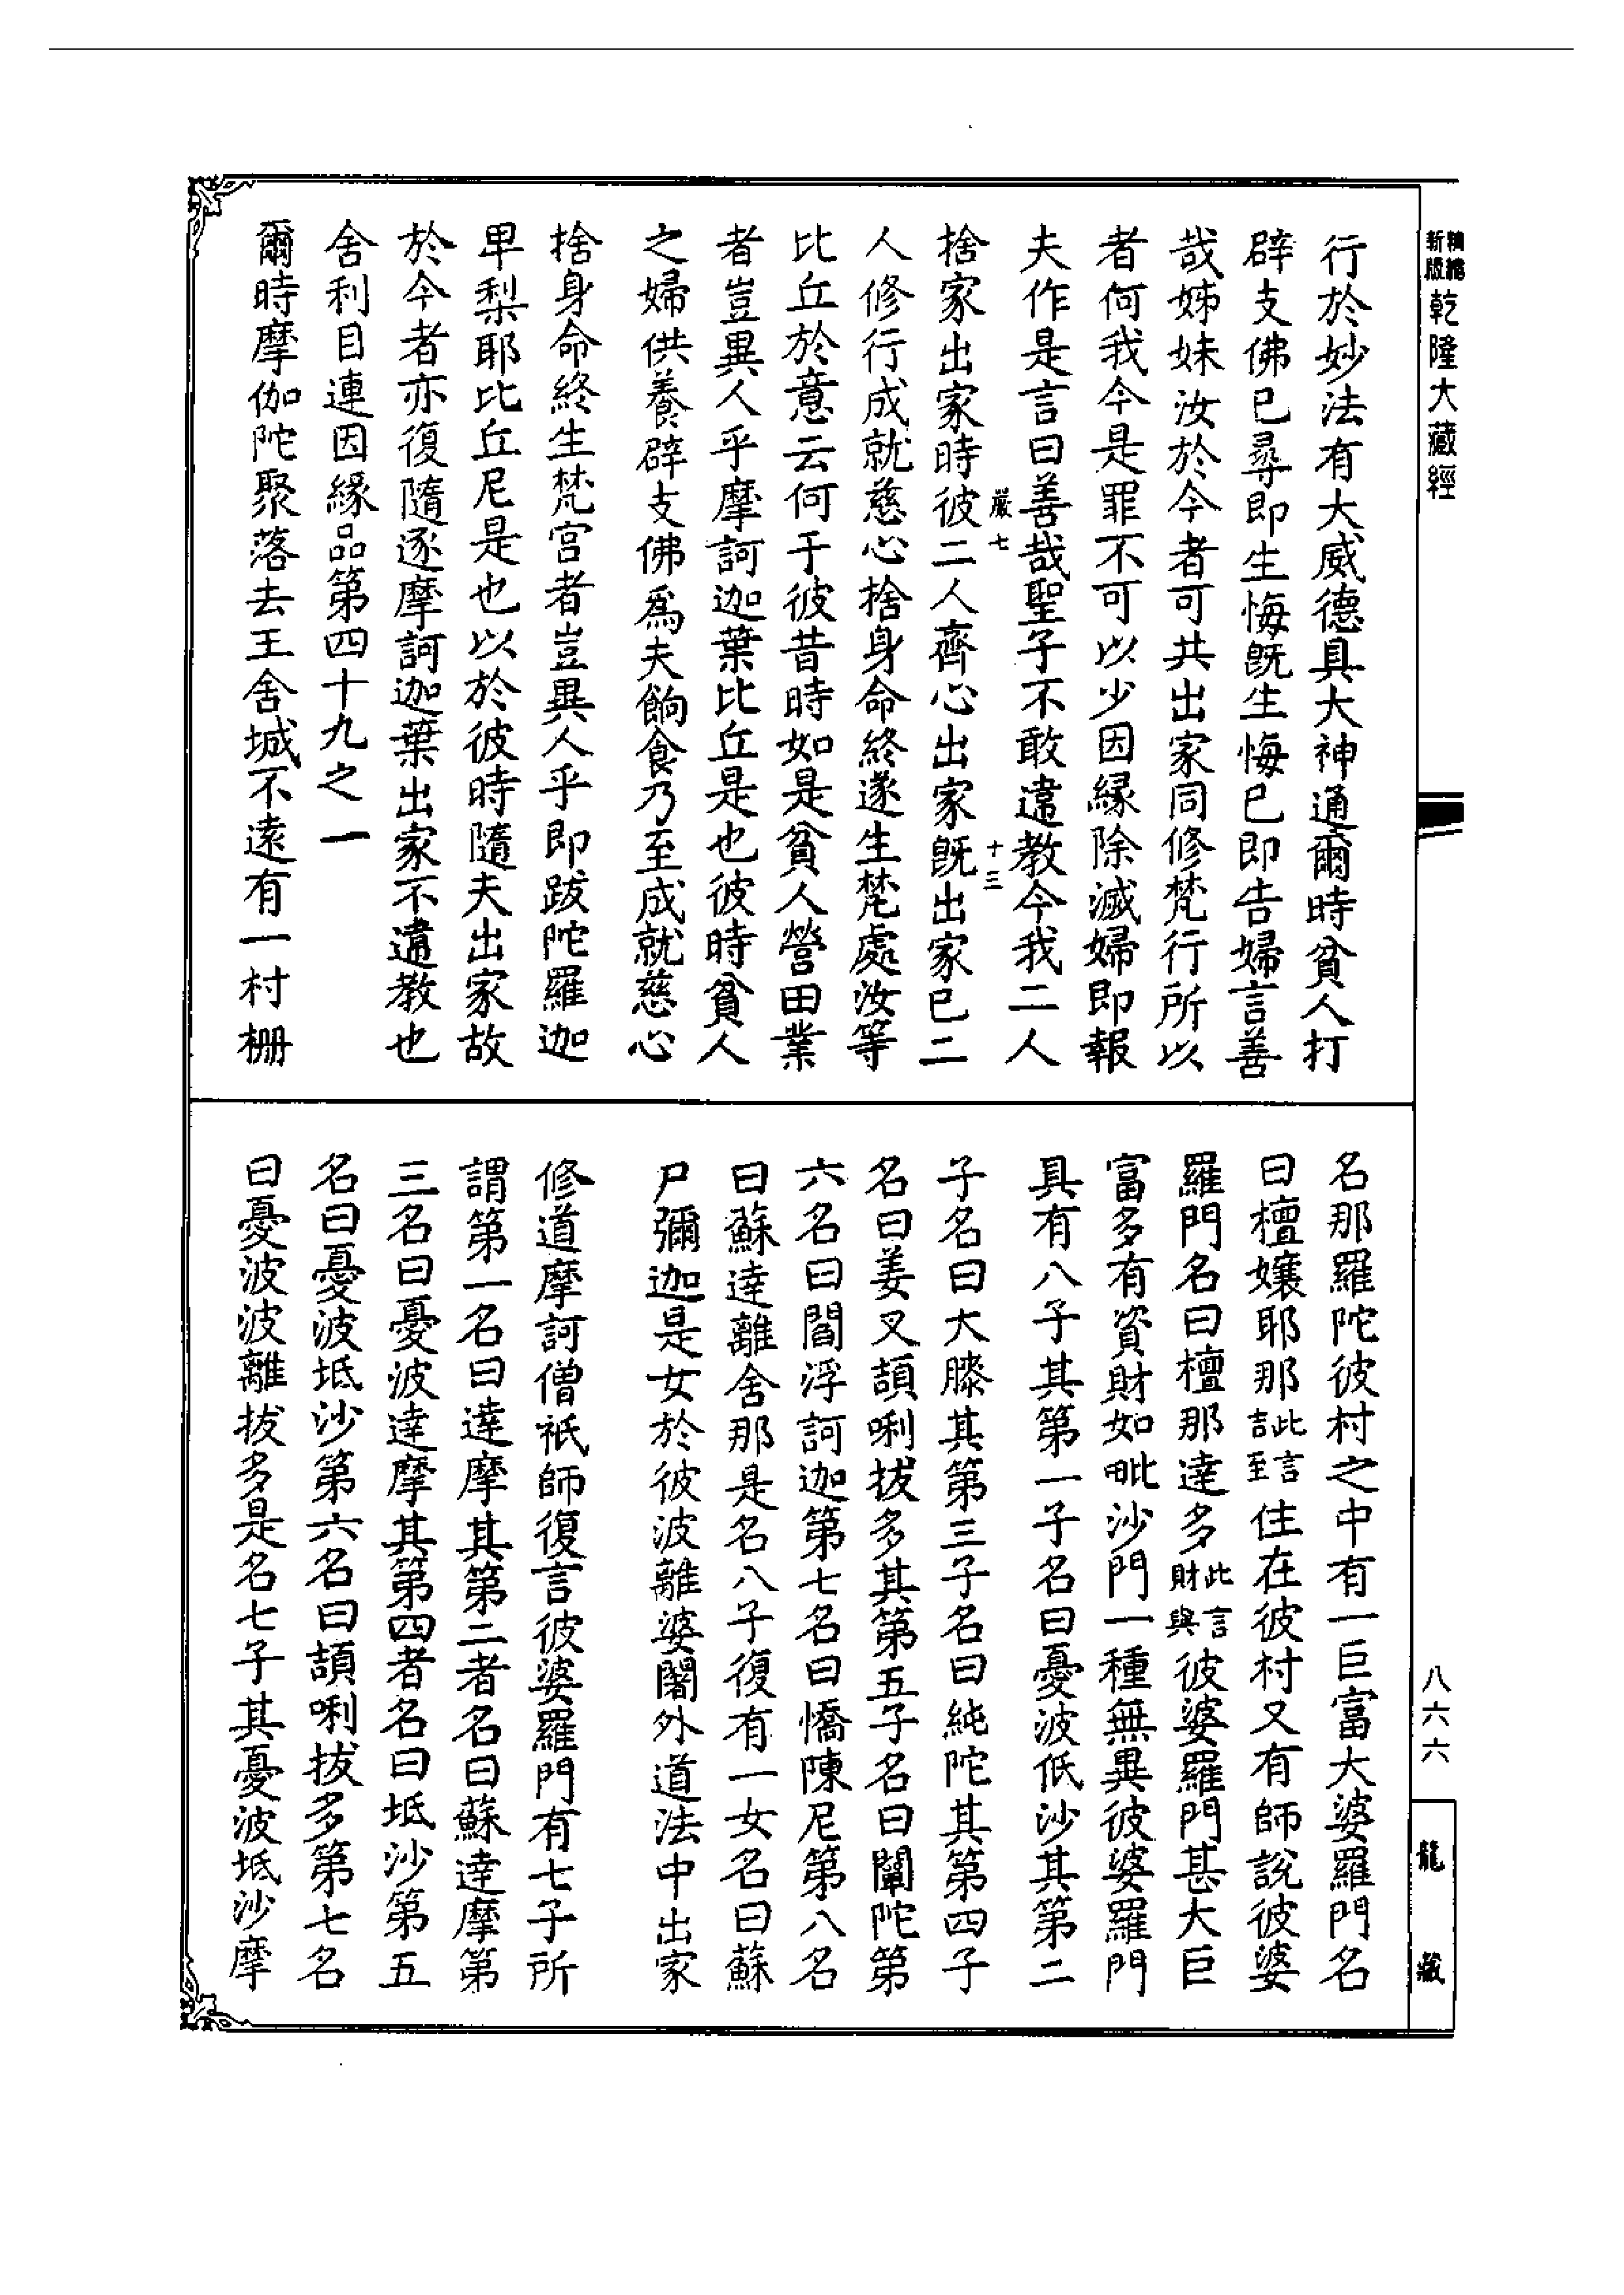 精縮新版乾隆大藏經
行於妙法有大威德具大神通爾時貧人打
辟支佛已尋即生悔既生悔已即告婦言善
哉姊妹汝於今者可共出家同修梵行所以
者何我今是罪不可以少因緣除滅婦即報
夫作是言曰善哉聖子不敢違教今我二人
嚴七
十三
捨家出家時彼二人齊心出家既出家已二
人修行成就慈心捨身命終遂生梵處汝等
比丘於意云何于彼昔時如是貧人營田業
者豈異人乎摩訶迦葉比丘是也彼時貧人
之婦供養辟支佛為夫餉食乃至成就慈心
捨身命終生梵宮者豈異人乎即跋陀羅迦
卑梨耶比丘尼是也以於彼時隨夫出家故
於今者亦復隨逐摩訶迦葉出家不違教也
舍利目連因緣品第四十九之一
爾時摩伽陀聚落去王舍城不遠有一村柵
名那羅陀彼村之中有一巨富大婆羅門名
曰檀孃耶那此言言至住在彼村又有師說彼婆
羅門名曰檀那達多此言財與彼婆羅門甚大巨
富多有資財如毗沙門一種無異彼婆羅門
具有八子其第一子名曰憂波低沙其第二
子名曰大膝其第三子名曰純陀其第四子
名曰姜叉頡唎拔多其第五子名曰闡陀第
六名曰閻浮訶迦第七名曰憍陳尼第八名
曰蘇達離舍那是名八子復有一女名曰蘇
尸彌迦是女於彼波離婆闍外道法中出家
修道摩訶僧祇師復言彼婆羅門有七子所
謂第一名曰達摩其第二者名曰蘇達摩第
三名曰憂波達摩其第四者名曰坻沙第五
名曰憂波坻沙第六名曰頡唎拔多第七名
曰憂波波離拔多是名七子其憂波坻沙摩
八六六
龍藏